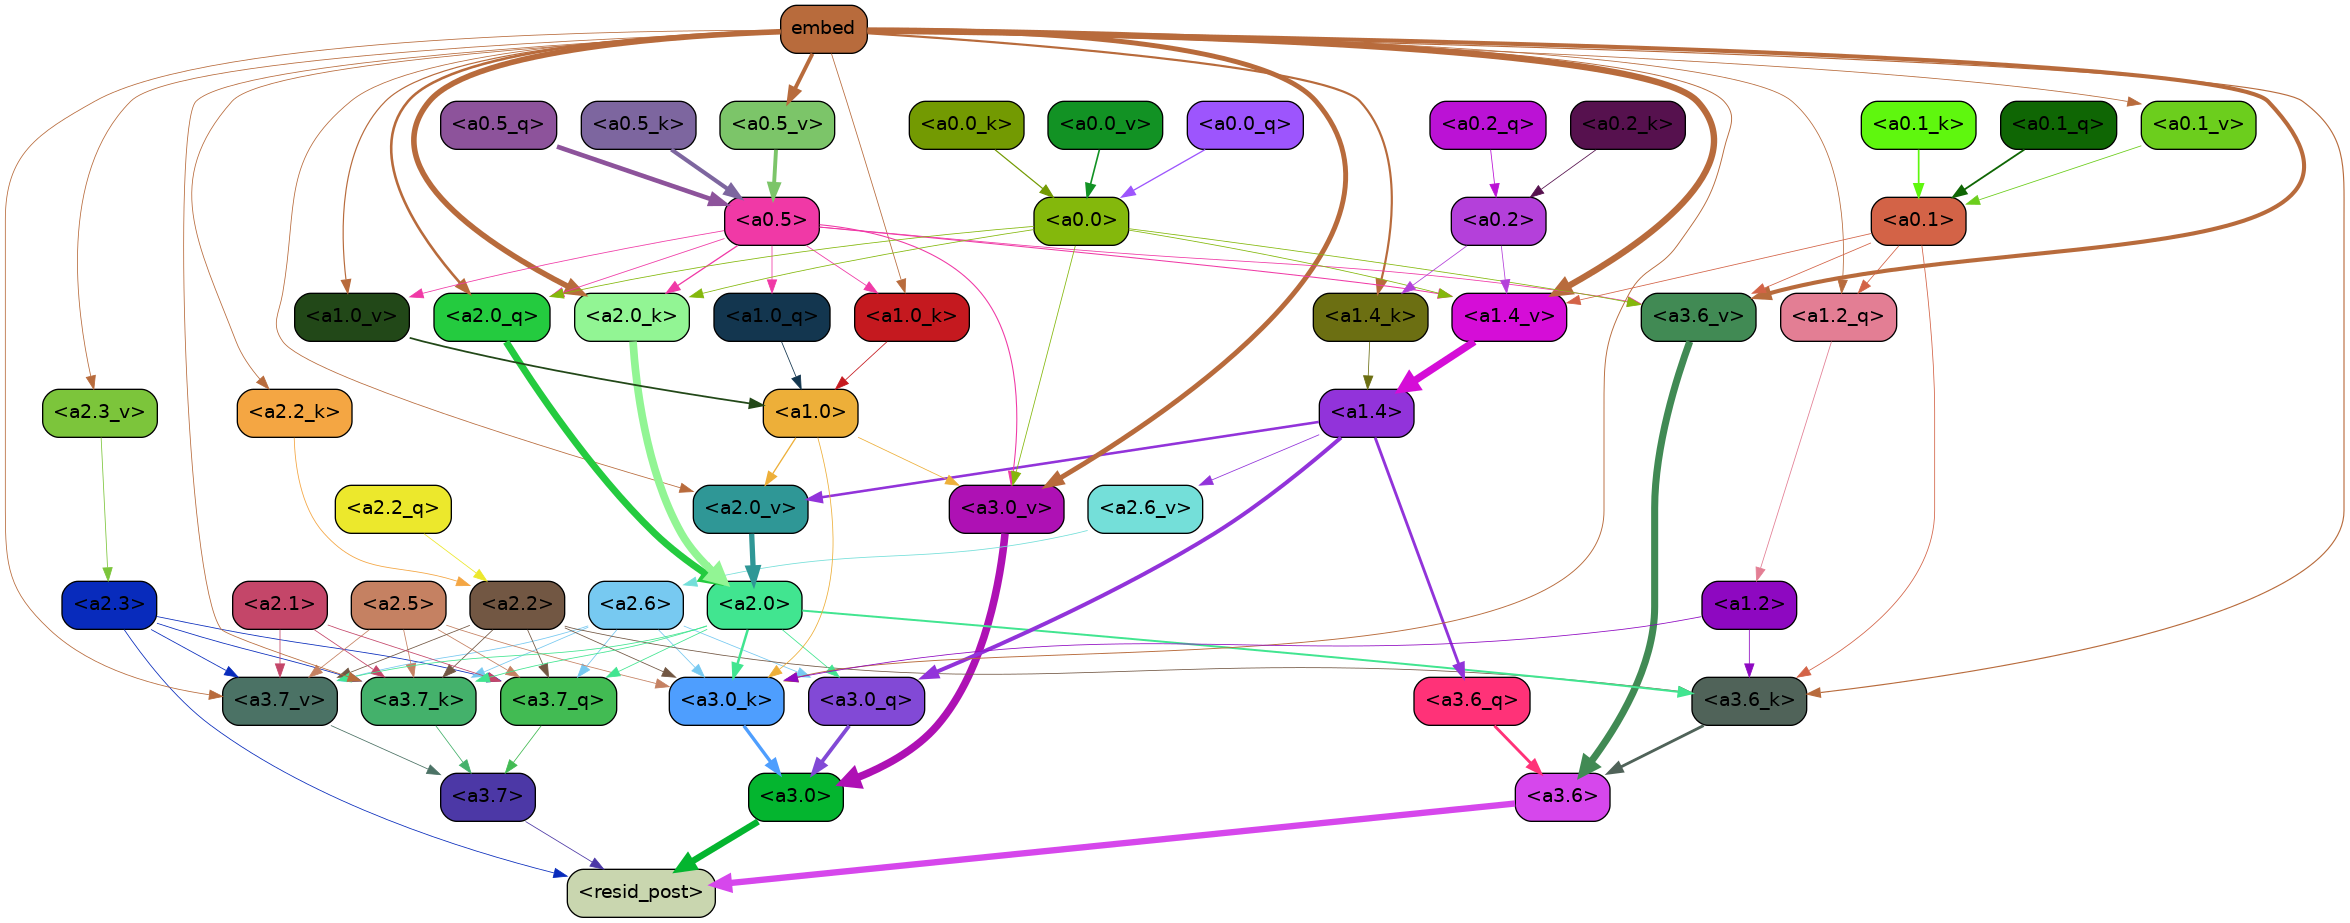 embed
<a0.5_q> <a0.5_k> <a0.5_v> <a0.0_k> <a0.0_v> <a0.0_q> <a0.2_q> <a0.2_k> <a0.1_k> <a0.1_q> <a0.1_v>
<a0.5> <a0.0> <a0.2> <a0.1>
<a1.0_v> <a2.0_q> <a2.0_k> <a1.0_q> <a1.0_k> <a1.4_k> <a1.4_v> <a3.6_v> <a1.2_q>
<a2.3_v> <a2.2_k> <a1.0> <a1.4>
<a2.2_q> <a2.0_v> <a3.0_v> <a2.6_v>
<a2.3> <a2.1> <a2.5> <a2.2> <a2.6> <a2.0> <a1.2>
<a3.7_v> <a3.7_k> <a3.7_q> <a3.0_k> <a3.0_q> <a3.6_q> <a3.6_k>
<a3.7> <a3.0> <a3.6>
<resid_post>